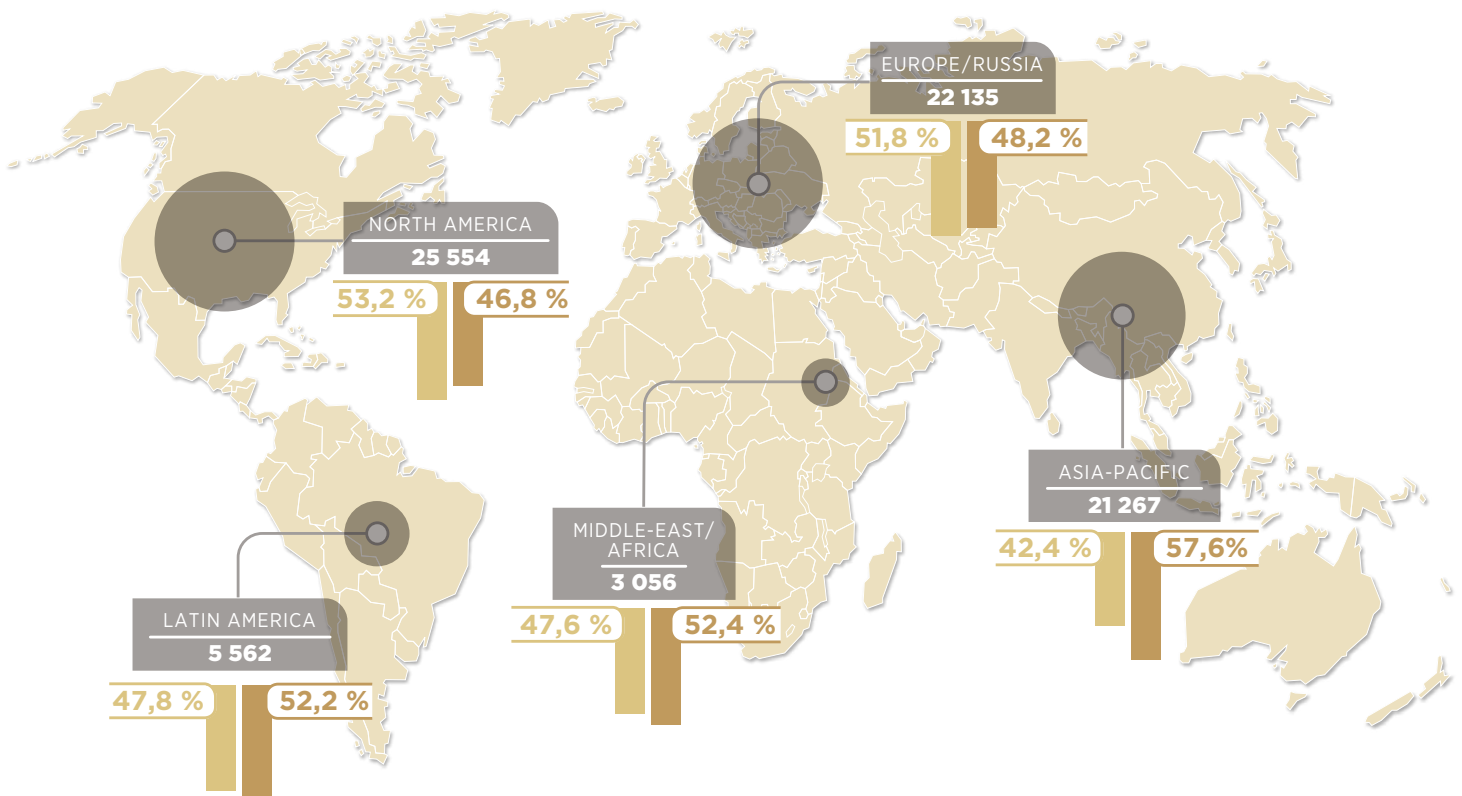 EUROPE/RUSSIA
22 135
51,8 % 48,2 %
NORTH AMERICA
25 554
53,2 % 46,8 %
ASIA-PACIFIC
21 267
42,4 % 57,6%
MIDDLE-EAST/
AFRICA
3 056
47,6 % 52,4 %
LATIN AMERICA
5 562
47,8 % 52,2 %